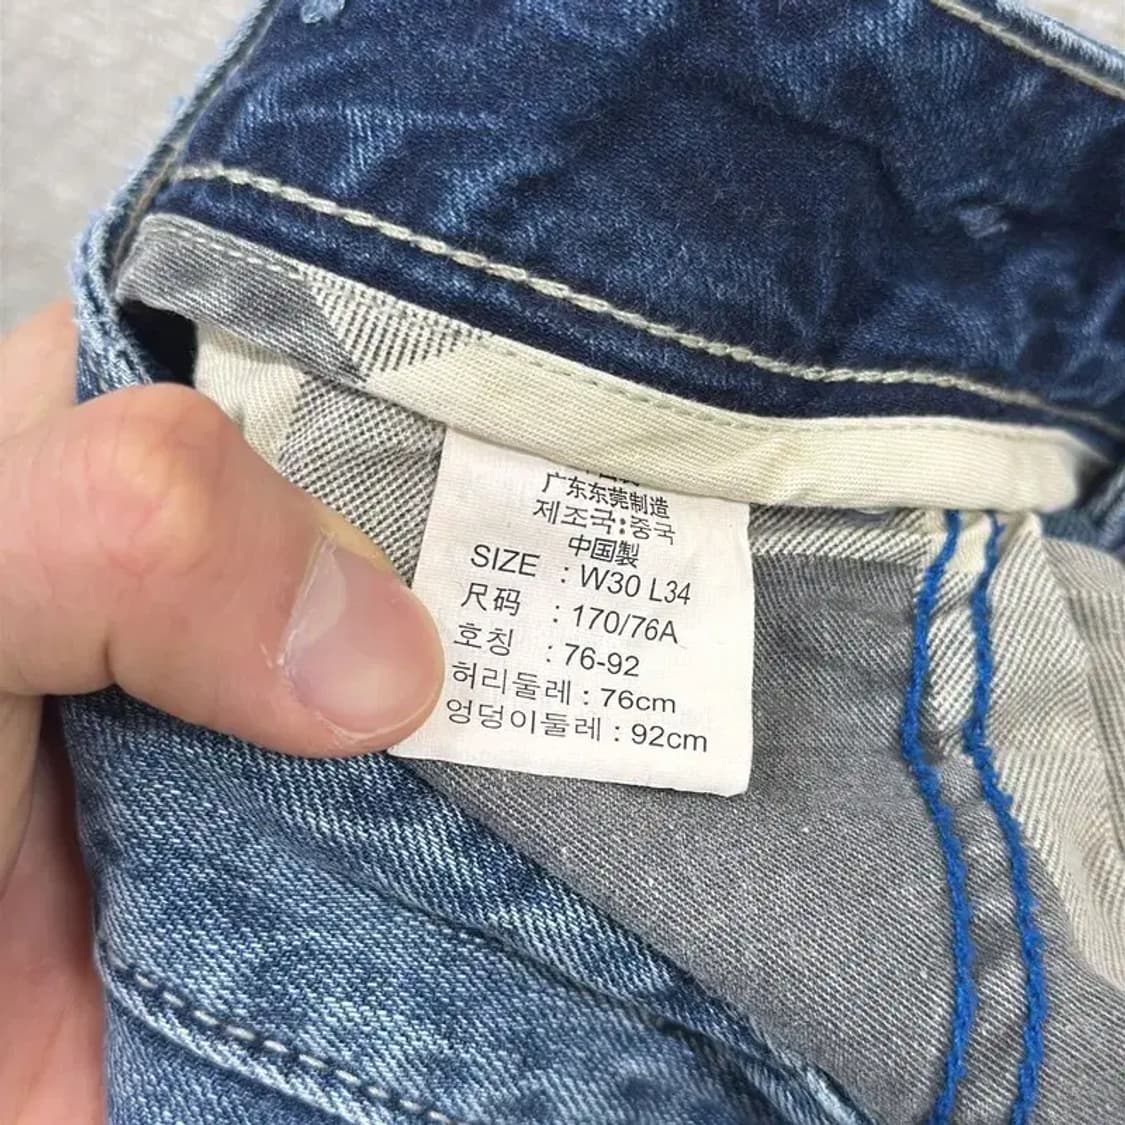 广东东莞制造
제조국:중국
中国製
SIZE : W30 L34
尺码 : 170/76A
호칭 : 76-92
허리둘레 : 76cm
엉덩이둘레 : 92cm